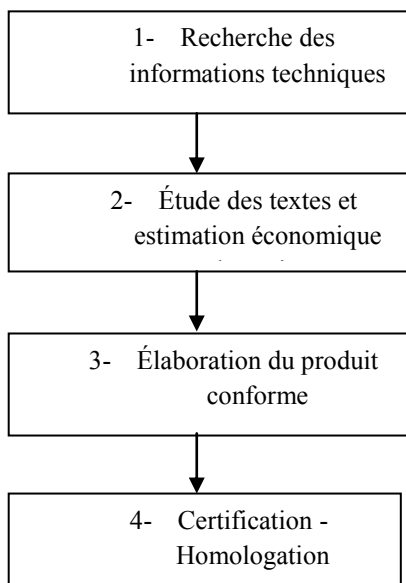 1- Recherche des
informations techniques
2- Étude des textes et
estimation économique
3- Élaboration du produit
conforme
4- Certification -
Homologation